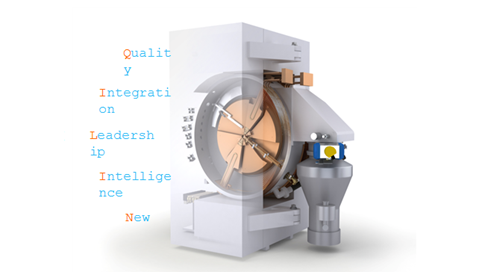 Qualit
y
Integrati
on
Leadersh
ip
Intellige
nce
New